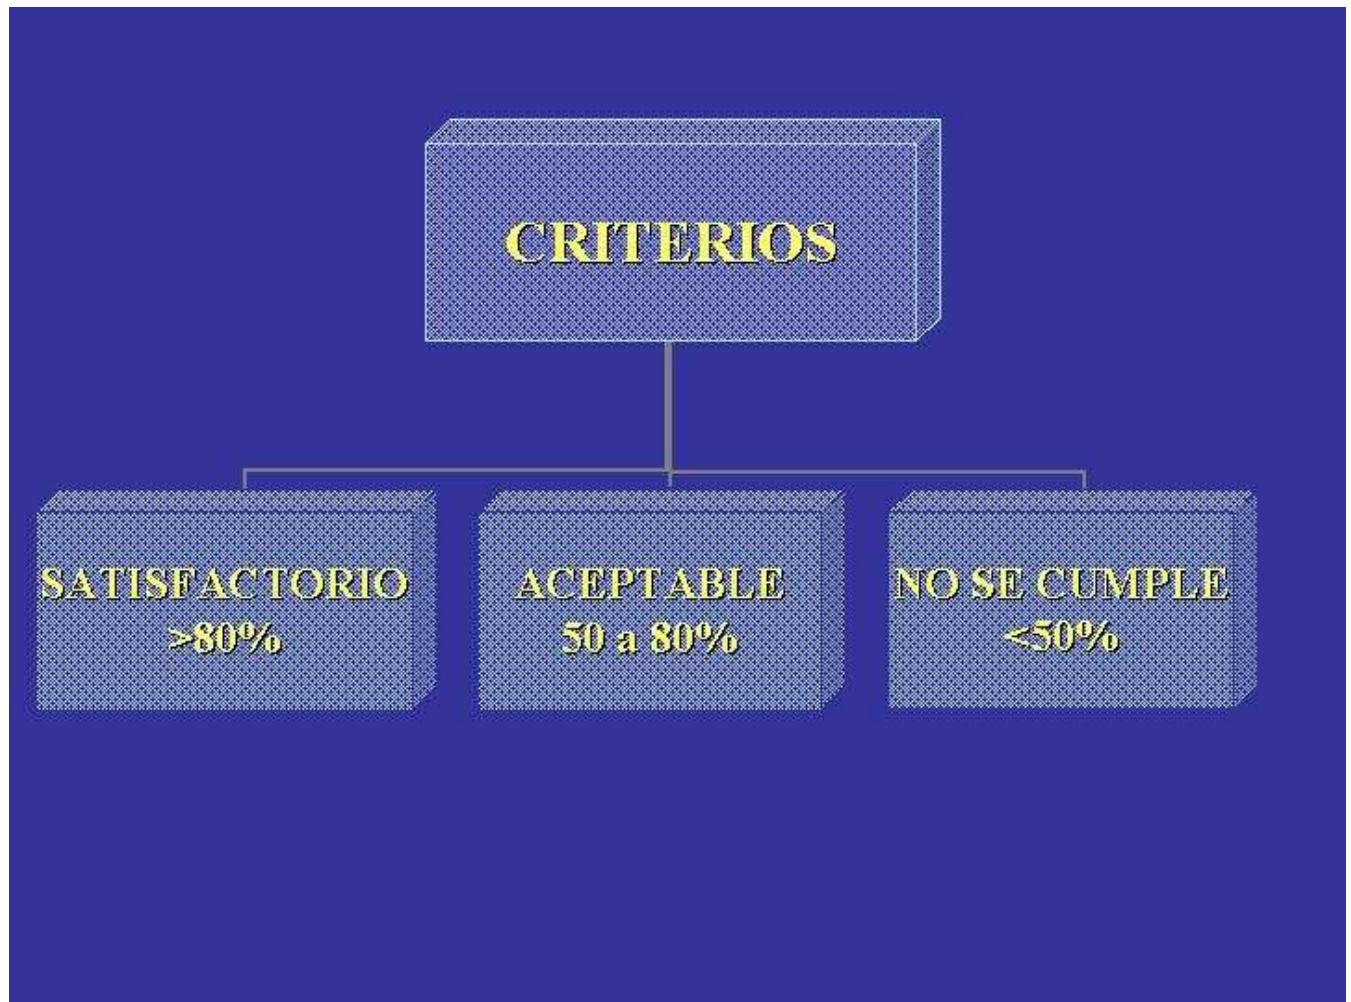 CRITERIOS
SATISFACTORIO
>80%
ACEPTABLE
50 a 80%
NO SE CUMPLE
<50%